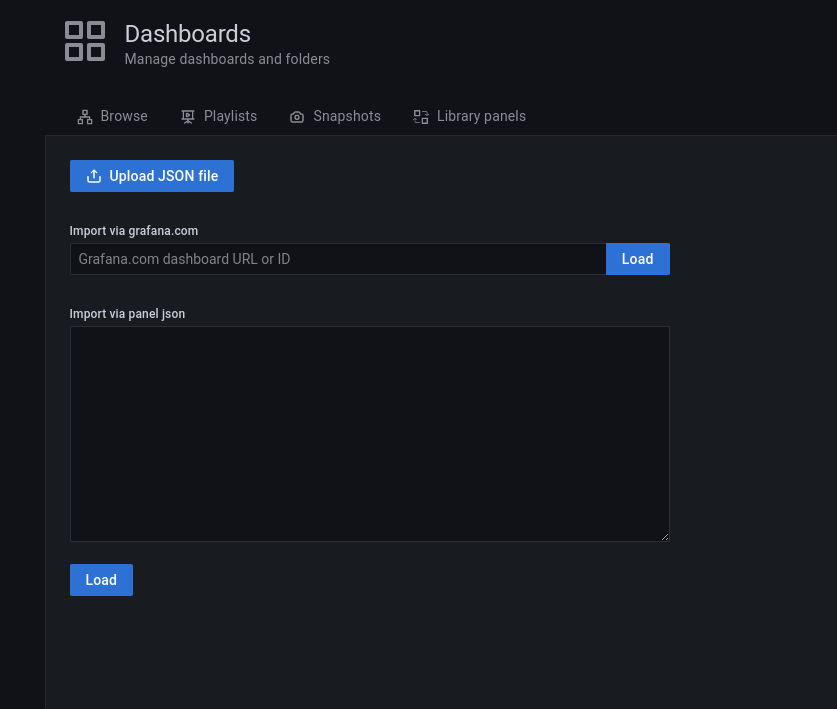 Dashboards
Manage dashboards and folders
Browse Playlists Snapshots Library panels
Upload JSON file
Import via grafana.com
Grafana.com dashboard URL or ID Load
Import via panel json
Load